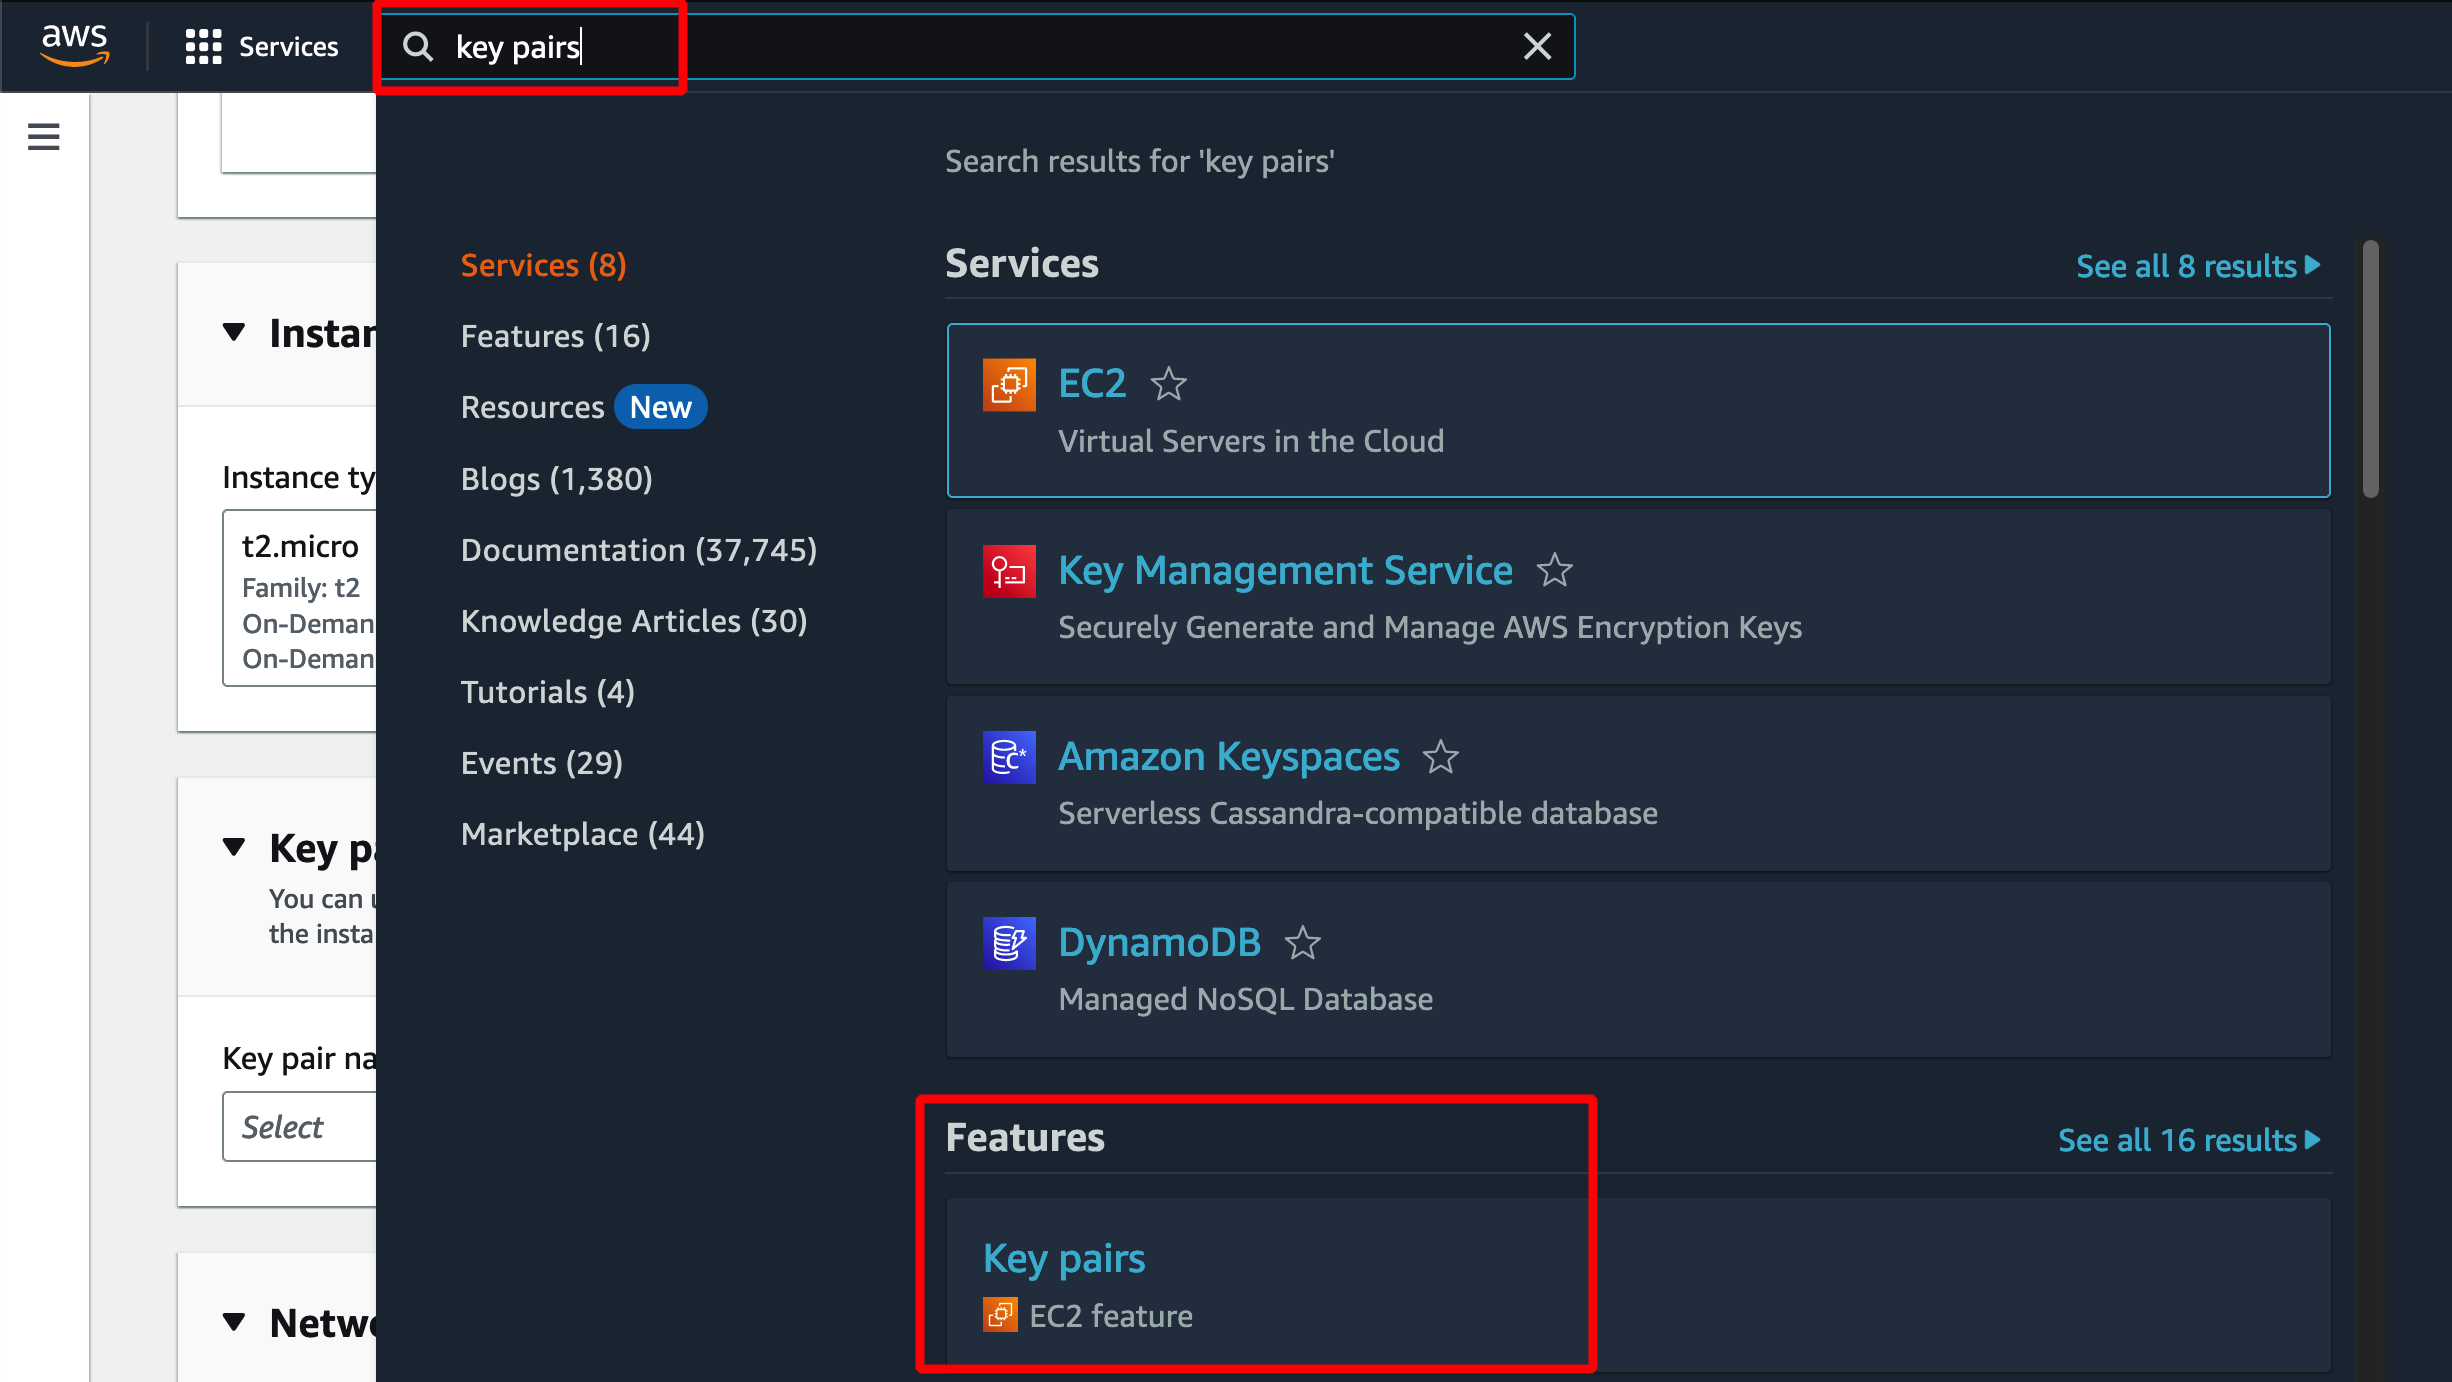 aws
Services
key pairs
Search results for 'key pairs'
Services (8)
Features (16)
Resources New
Blogs (1,380)
Documentation (37,745)
Knowledge Articles (30)
Tutorials (4)
Events (29)
Marketplace (44)
Services
See all 8 results
EC2
Virtual Servers in the Cloud
Key Management Service
Securely Generate and Manage AWS Encryption Keys
Amazon Keyspaces
Serverless Cassandra-compatible database
DynamoDB
Managed NoSQL Database
Features
See all 16 results
Key pairs
EC2 feature
Instan
Instance ty
t2.micro
Family: t2
On-Deman
On-Deman
Key pa
You can u
the insta
Key pair na
Select
Netwo